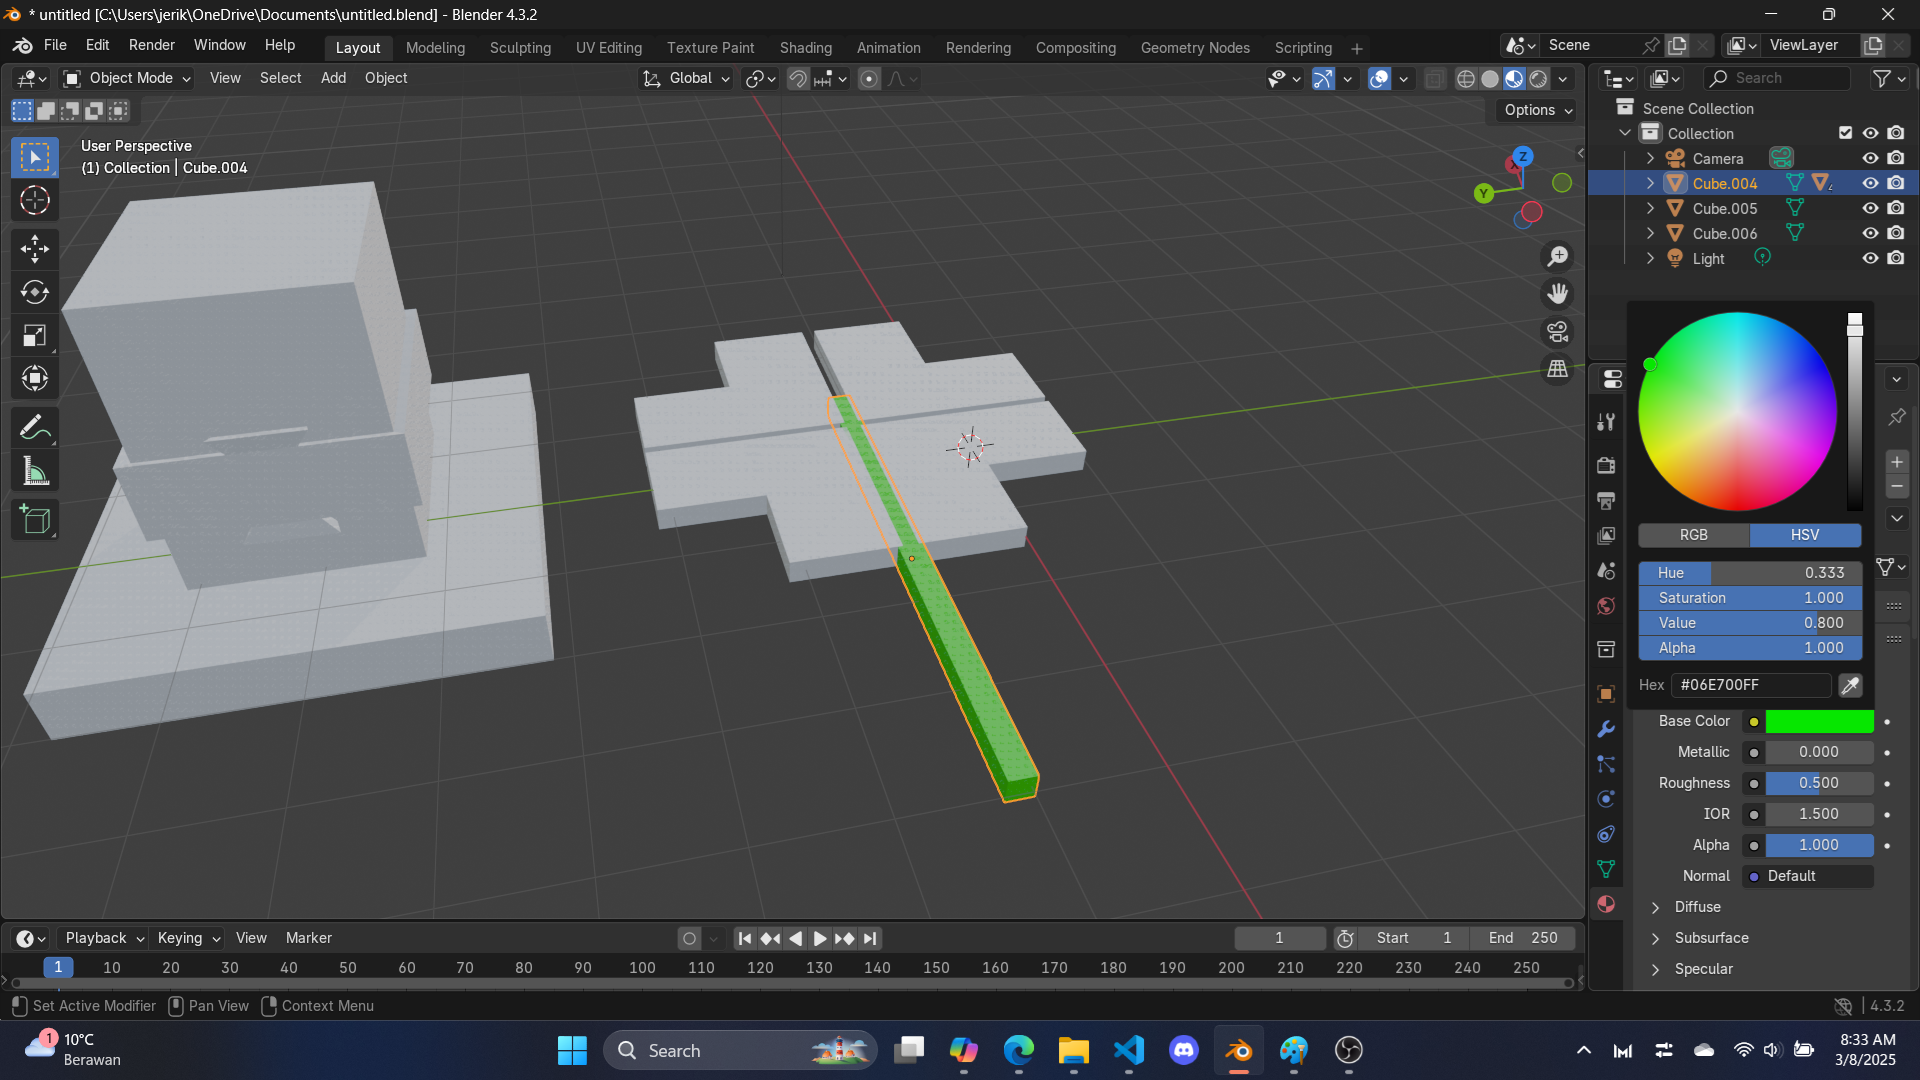 * untitled [C:\Users\jerik\OneDrive\Documents\untitled.blend] - Blender 4.3.2
File Edit Render Window Help Layout Modeling Sculpting UV Editing Texture Paint Shading Animation Rendering Compositing Geometry Nodes Scripting + Scene ViewLayer
Object Mode View Select Add Object Global Search
Options
User Perspective
(1) Collection | Cube.004
Scene Collection
Collection
Camera
Cube.004
Cube.005
Cube.006
Light
Z
Y
RGB HSV
Hue 0.333
Saturation 1.000
Value 0.800
Alpha 1.000
Hex #06E700FF
Base Color
Metallic 0.000
Roughness 0.500
IOR 1.500
Alpha 1.000
Normal Default
Diffuse
Subsurface
Specular
Playback Keying View Marker 1 Start 1 End 250
1 10 20 30 40 50 60 70 80 90 100 110 120 130 140 150 160 170 180 190 200 210 220 230 240 250
Set Active Modifier Pan View Context Menu 4.3.2
1 10°C
Berawan
Search
8:33 AM
3/8/2025